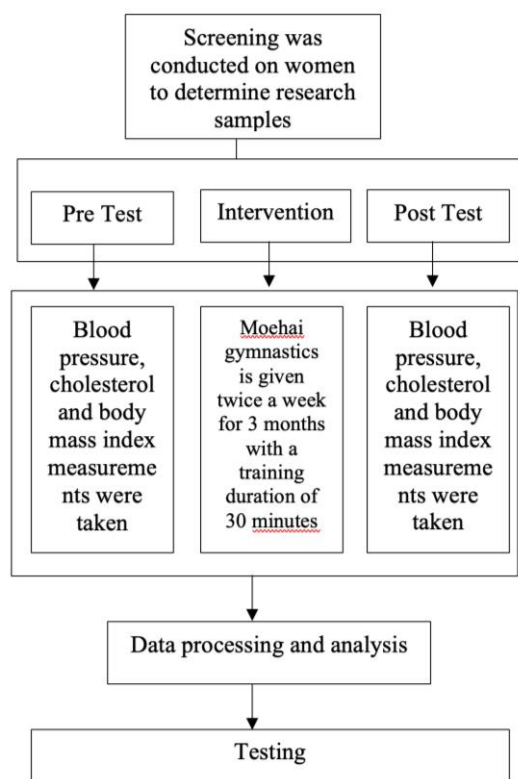 Screening was
conducted on women
to determine research
samples
Pre Test
Intervention
Post Test
Blood
pressure,
cholesterol
and body
mass index
measureme
nts were
taken
Moehai
gymnastics
is given
twice a week
for 3 months
with a
training
duration of
30 minutes
Blood
pressure,
cholesterol
and body
mass index
measureme
nts were
taken
Data processing and analysis
Testing